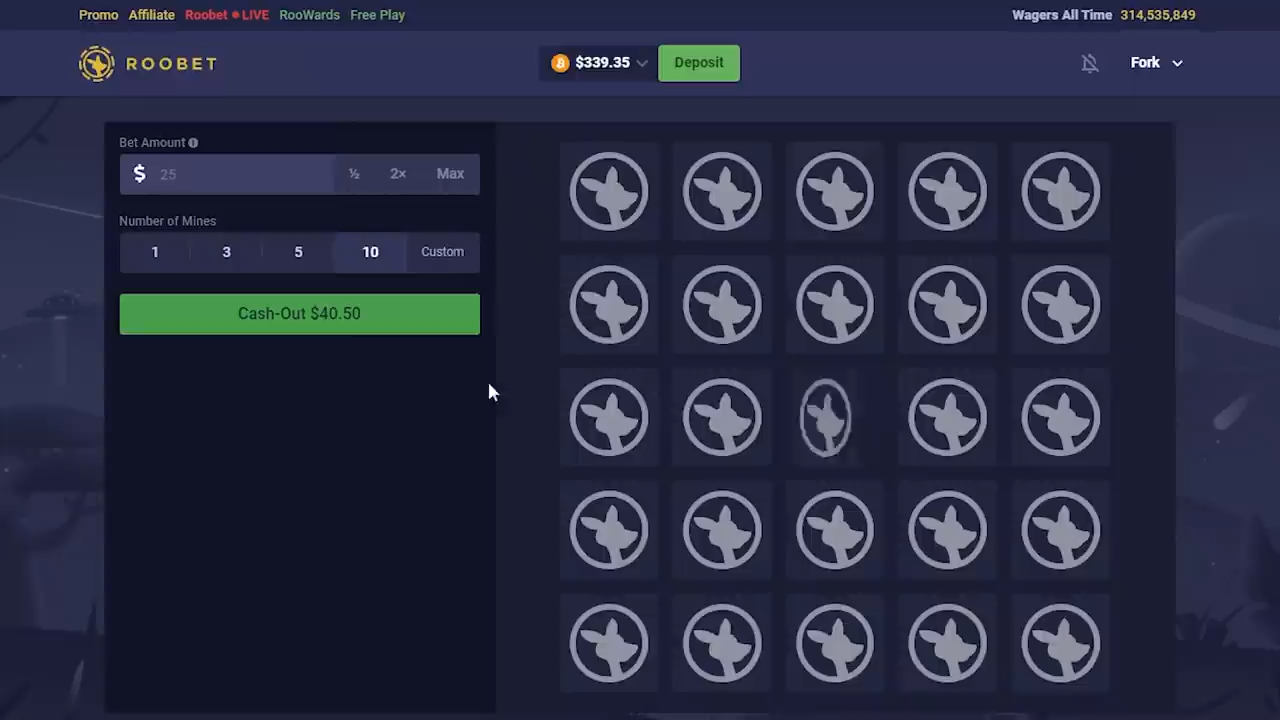 Promo Affiliate Roobet LIVE RooWards Free Play Wagers All Time 314,535,849
ROOBET $339.35 Deposit Fork
Bet Amount
$ 25 ½ 2× Max
Number of Mines
1 3 5 10 Custom
Cash-Out $40.50